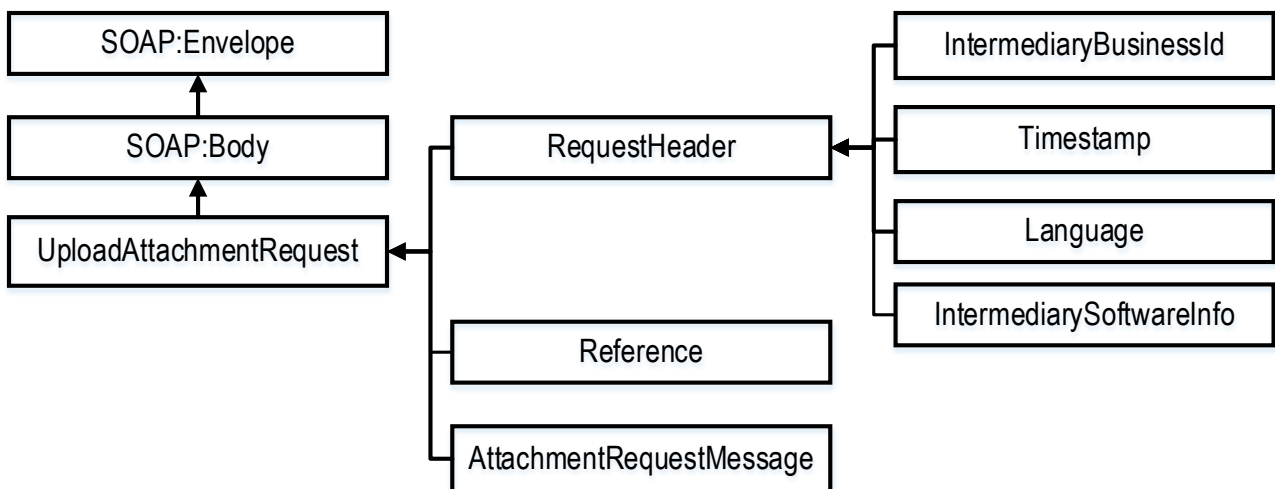 SOAP:Envelope
SOAP:Body
UploadAttachmentRequest
RequestHeader
Reference
AttachmentRequestMessage
IntermediaryBusinessId
Timestamp
Language
IntermediarySoftwareInfo